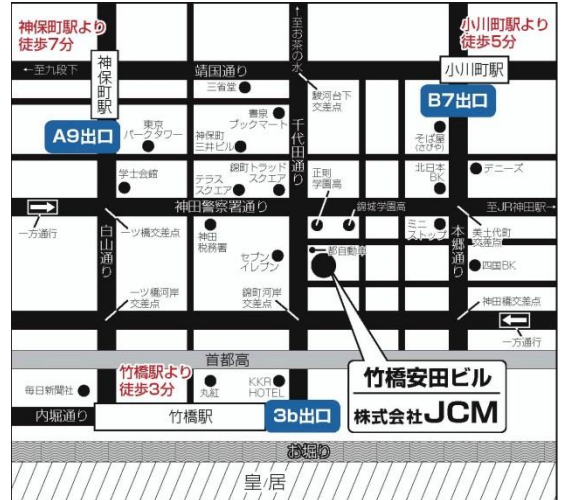 神保町駅より
徒歩7分
小川町駅より
徒歩5分
←至九段下
神保町駅
靖国通り
→至お茶の水
小川町駅
三省堂
駿河台下
交差点
B7出口
A9出口
東京
パークタワー
書泉
ブックマート
神保町
三井ビル
千代田通り
そば屋
(さびや)
学士会館
テラス
スクエア
錦町トラッド
スクエア
正則
学園高
北日本
BK
デニーズ
神田警察署通り
錦城学園高
至JR神田駅→
一方通行
白山通り
一ツ橋交差点
神田
税務署
ミニ
ストップ
本郷通り
美土代町
交差点
都自動車
セブン
イレブン
四国BK
一ツ橋河岸
交差点
錦町河岸
交差点
神田橋交差点
一方通行
首都高
竹橋駅より
徒歩3分
竹橋安田ビル
株式会社JCM
毎日新聞社
丸紅
KKR
HOTEL
内堀通り
竹橋駅
3b出口
お堀り
皇居